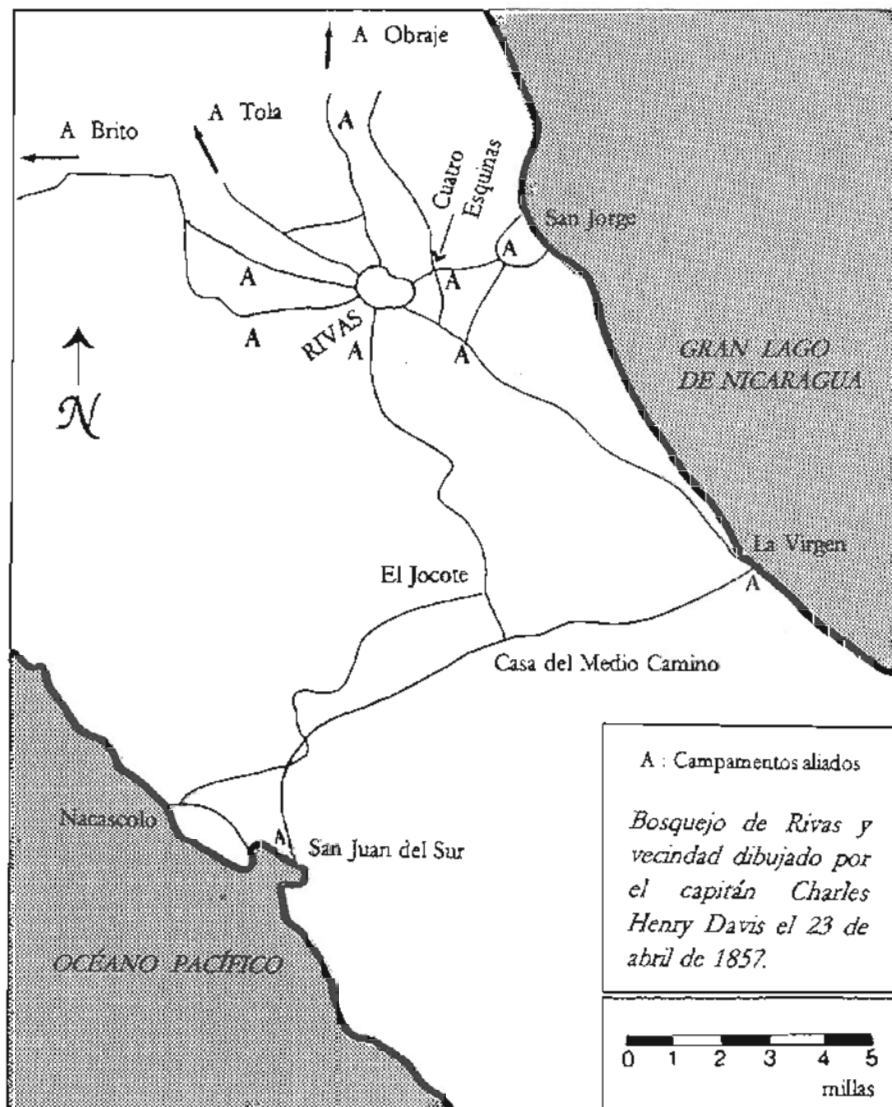 A Obraje
A Tola
A Brito
A
Cuatro
Esquinas
San Jorge
A
A
A
A
RIVAS
A
A
GRAN LAGO
DE NICARAGUA
N
La Virgen
A
El Jocote
Casa del Medio Camino
Nacascolo
A
San Juan del Sur
OCÉANO PACÍFICO
A : Campamentos aliados
Bosquejo de Rivas y
vecindad dibujado por
el capitán Charles
Henry Davis el 23 de
abril de 1857.
0 1 2 3 4 5
millas